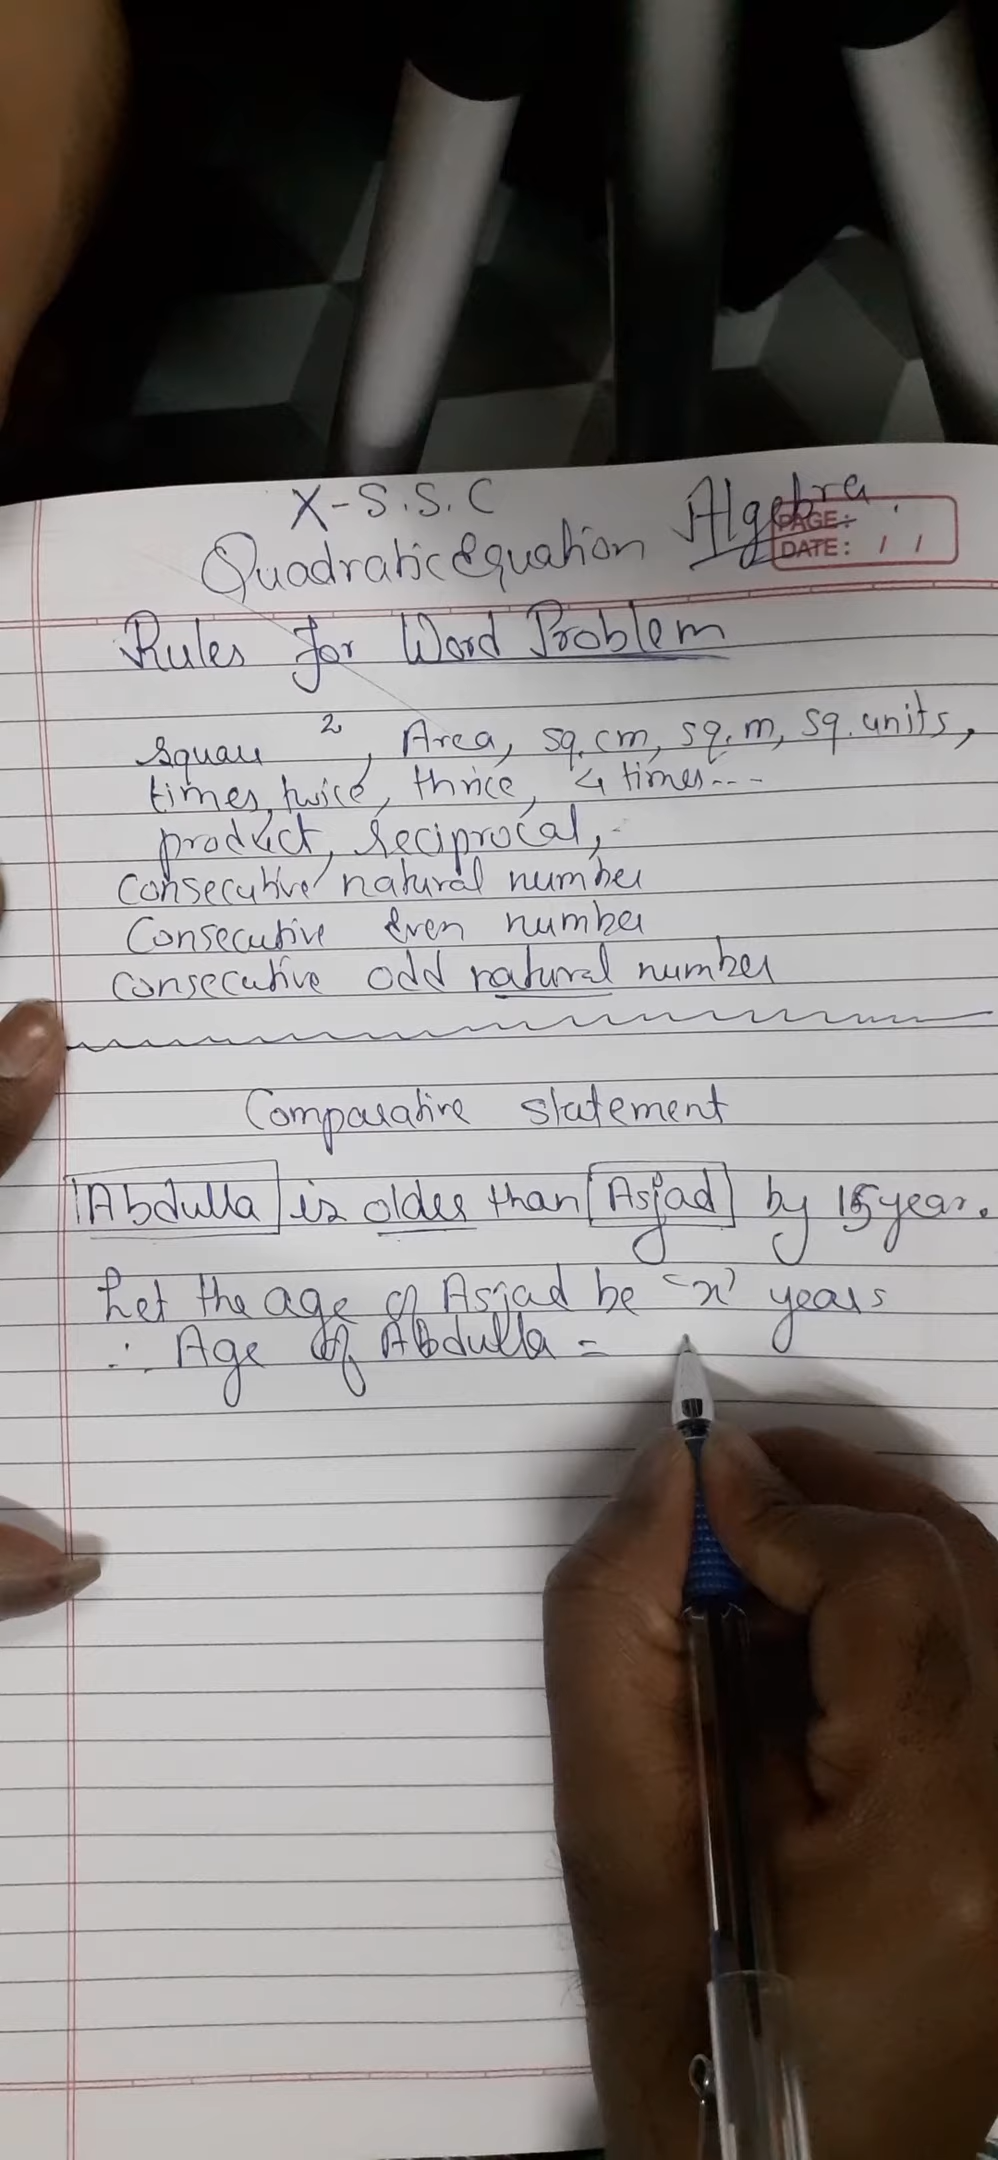 X-S.S.C
Algebra
PAGE:
DATE: / /
Quadratic Equation
Rules for Word Problem
square ², Area, sq.cm, sq.m, sq.units,
times, twice, thrice, 4 times---
product, reciprocal,
consecutive natural number
Consecutive even number
consecutive odd natural number
Comparative statement
Abdulla is older than Asjad by 15 year.
Let the age of Asjad be 'x' years
∴ Age of Abdulla =